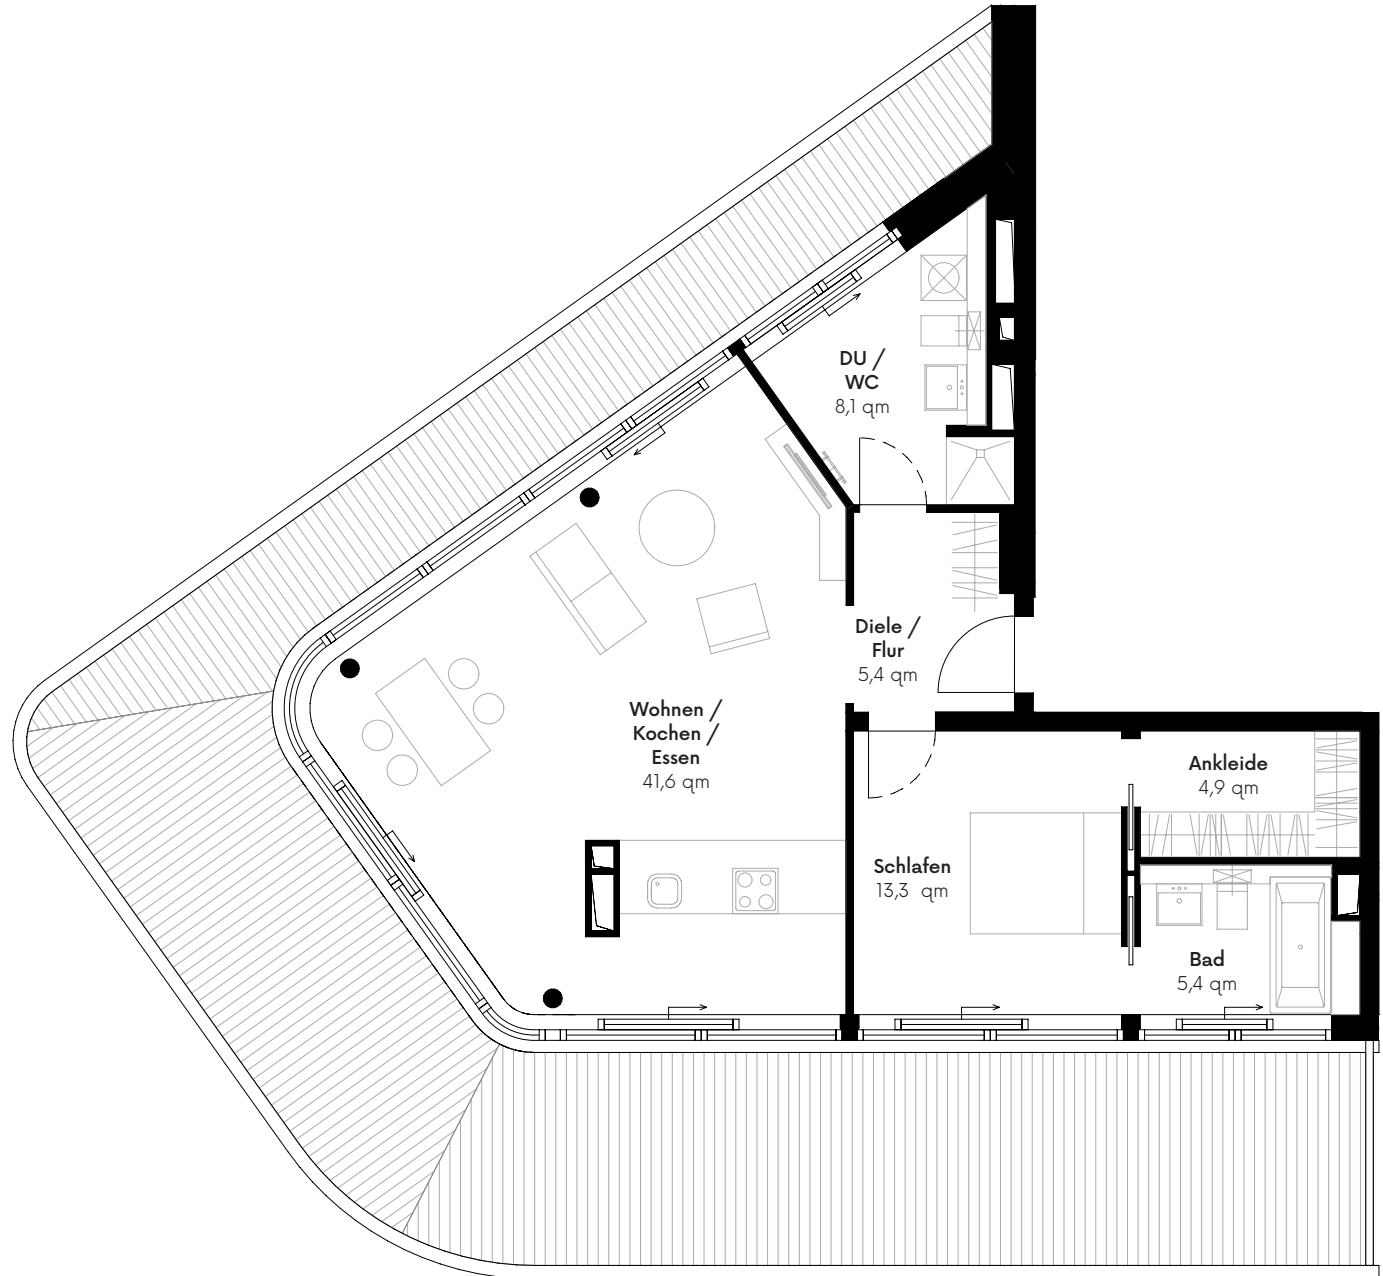 DU /
WC
8,1 qm
Diele /
Flur
5,4 qm
Wohnen /
Kochen /
Essen
41,6 qm
Ankleide
4,9 qm
Schlafen
13,3 qm
Bad
5,4 qm